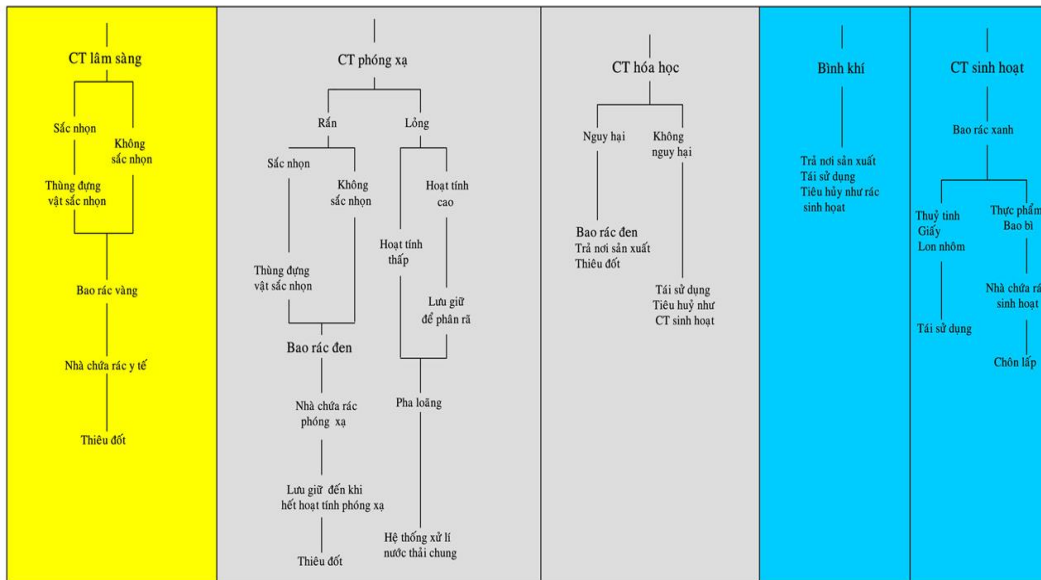 CT lâm sàng
Sắc nhọn
Không
sắc nhọn
Thùng đựng
vật sắc nhọn
Bao rác vàng
Nhà chứa rác y tế
Thiêu đốt
CT phóng xạ
Rắn
Lỏng
Sắc nhọn
Không
sắc nhọn
Thùng đựng
vật sắc nhọn
Bao rác đen
Nhà chứa rác
phóng xạ
Lưu giữ đến khi
hết hoạt tính phóng xạ
Thiêu đốt
Hoạt tính
thấp
Hoạt tính
cao
Lưu giữ
để phân rã
Pha loãng
Hệ thống xử lí
nước thải chung
CT hóa học
Nguy hại
Không
nguy hại
Bao rác đen
Trả nơi sản xuất
Thiêu đốt
Tái sử dụng
Tiêu huỷ như
CT sinh hoạt
Bình khí
Trả nơi sản xuất
Tái sử dụng
Tiêu hủy như rác
sinh hoạt
CT sinh hoạt
Bao rác xanh
Thuỷ tinh
Giấy
Lon nhôm
Tái sử dụng
Thực phẩm
Bao bì
Nhà chứa
sinh hoạt
Chôn lấp